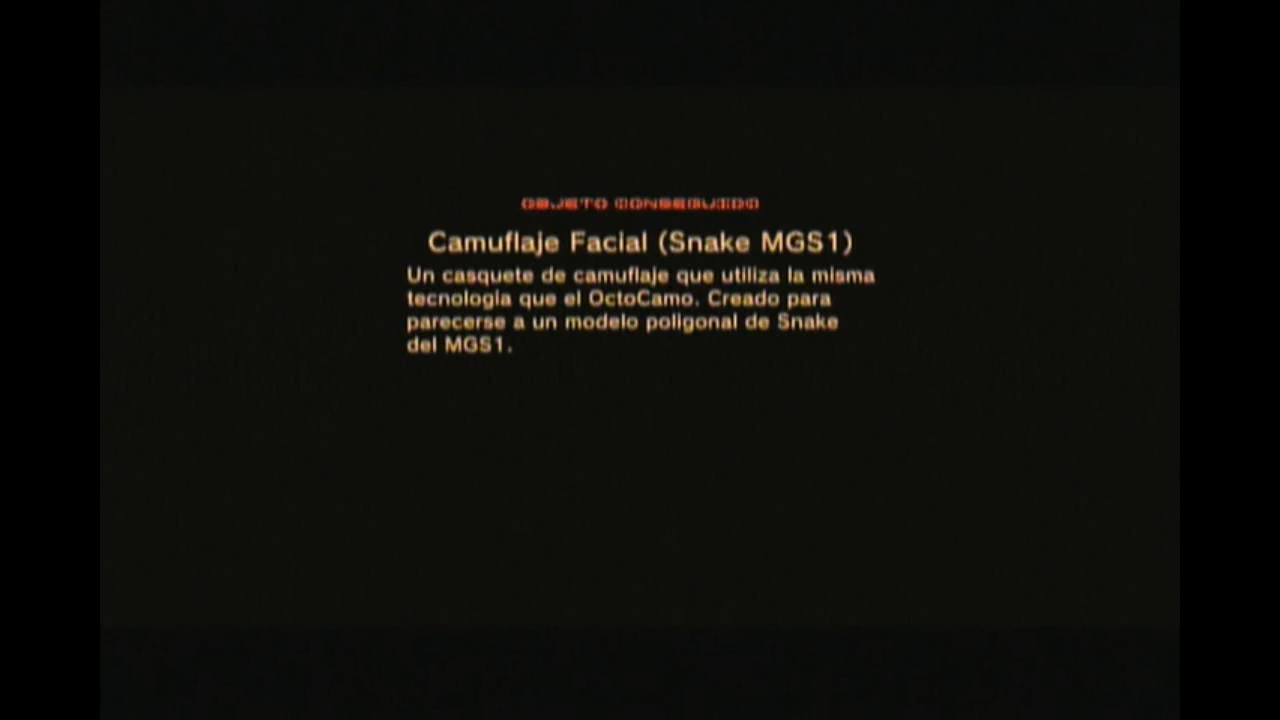 OBJETO CONSEGUIDO
Camuflaje Facial (Snake MGS1)
Un casquete de camuflaje que utiliza la misma
tecnologia que el OctoCamo. Creado para
parecerse a un modelo poligonal de Snake
del MGS1.